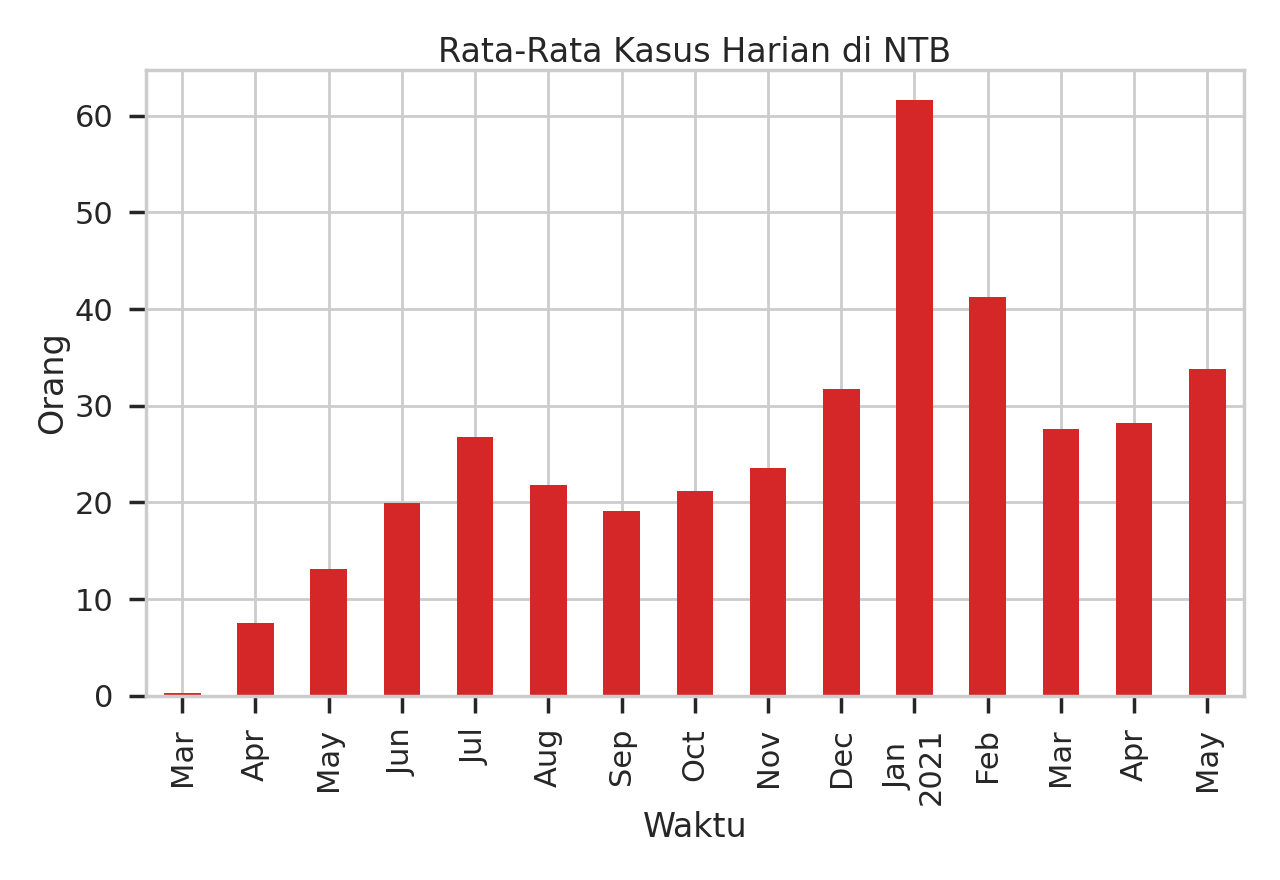 Rata-Rata Kasus Harian di NTB
60
50
40
30
20
10
0
Orang
Mar
Apr
May
Jun
Jul
Aug
Sep
Oct
Nov
Dec
Jan
2021
Feb
Mar
Apr
May
Waktu